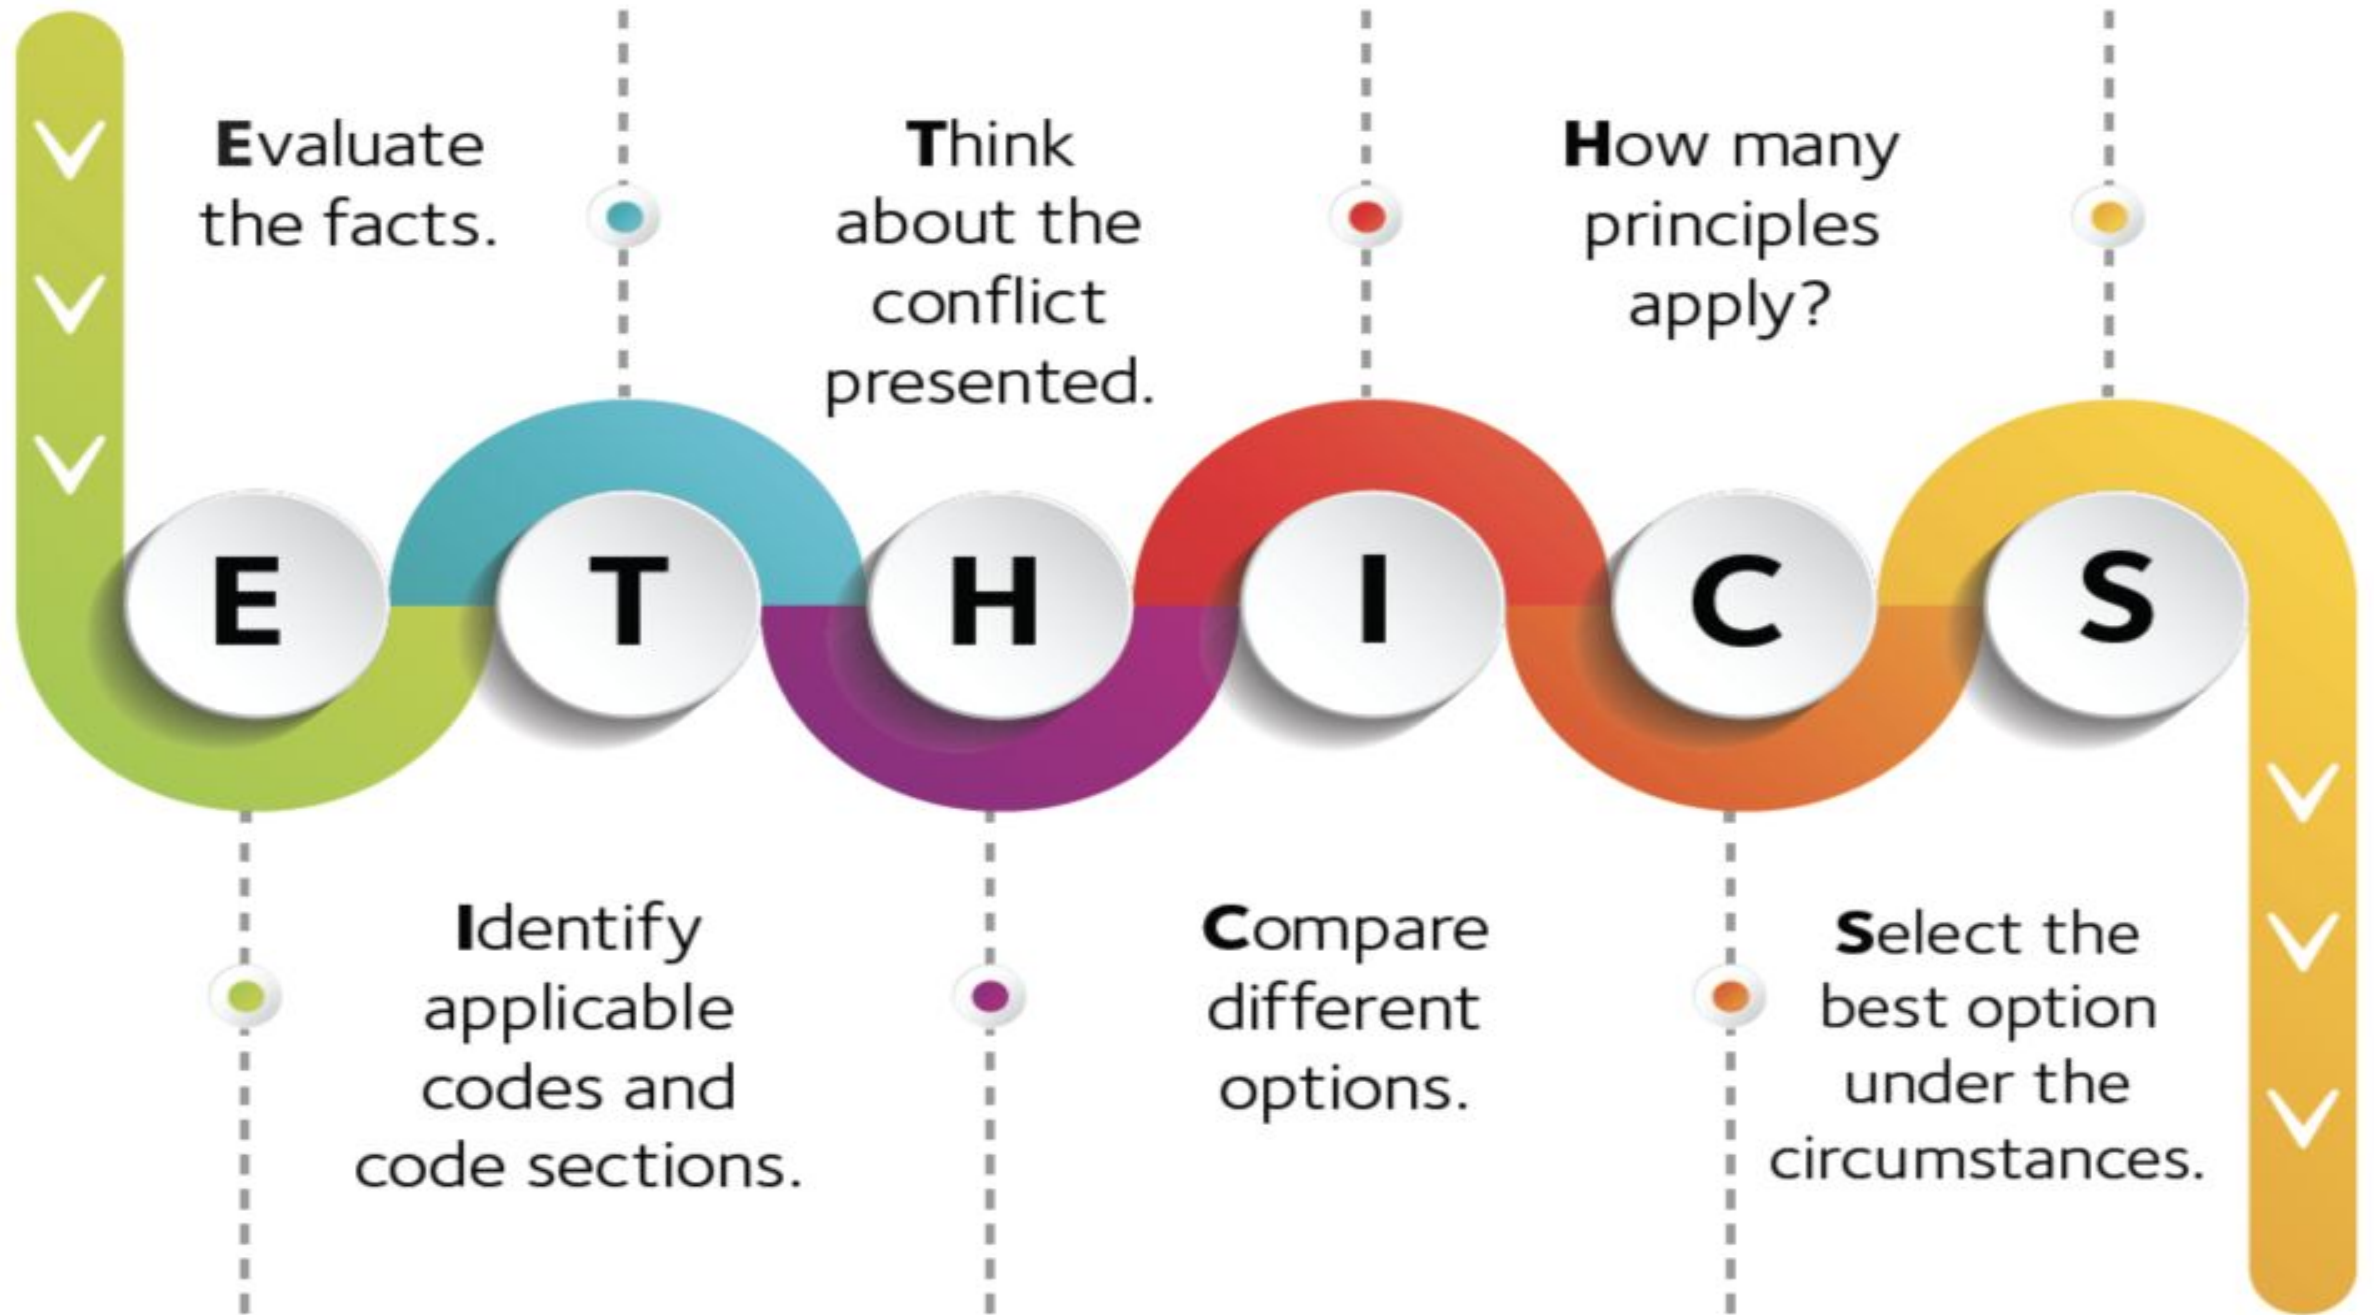 Evaluate
the facts.
Think
about the
conflict
presented.
How many
principles
apply?
E T H I C S
Identify
applicable
codes and
code sections.
Compare
different
options.
Select the
best option
under the
circumstances.